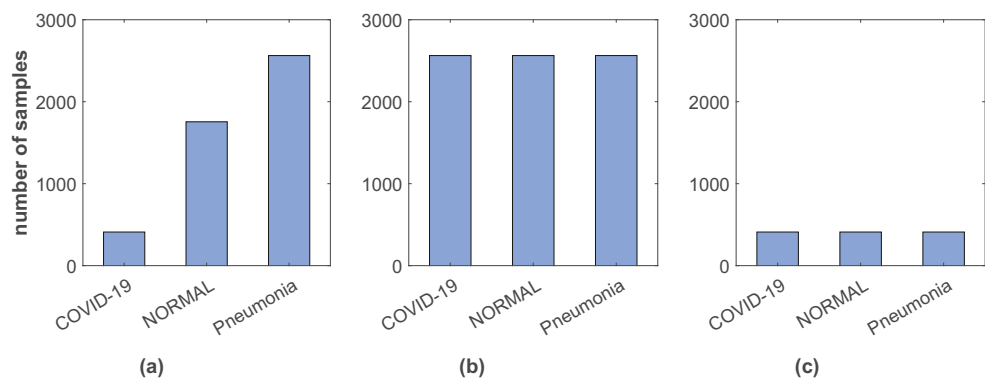 number of samples
3000
2000
1000
0
COVID-19
NORMAL
Pneumonia
(a)
3000
2000
1000
0
COVID-19
NORMAL
Pneumonia
(b)
3000
2000
1000
0
COVID-19
NORMAL
Pneumonia
(c)